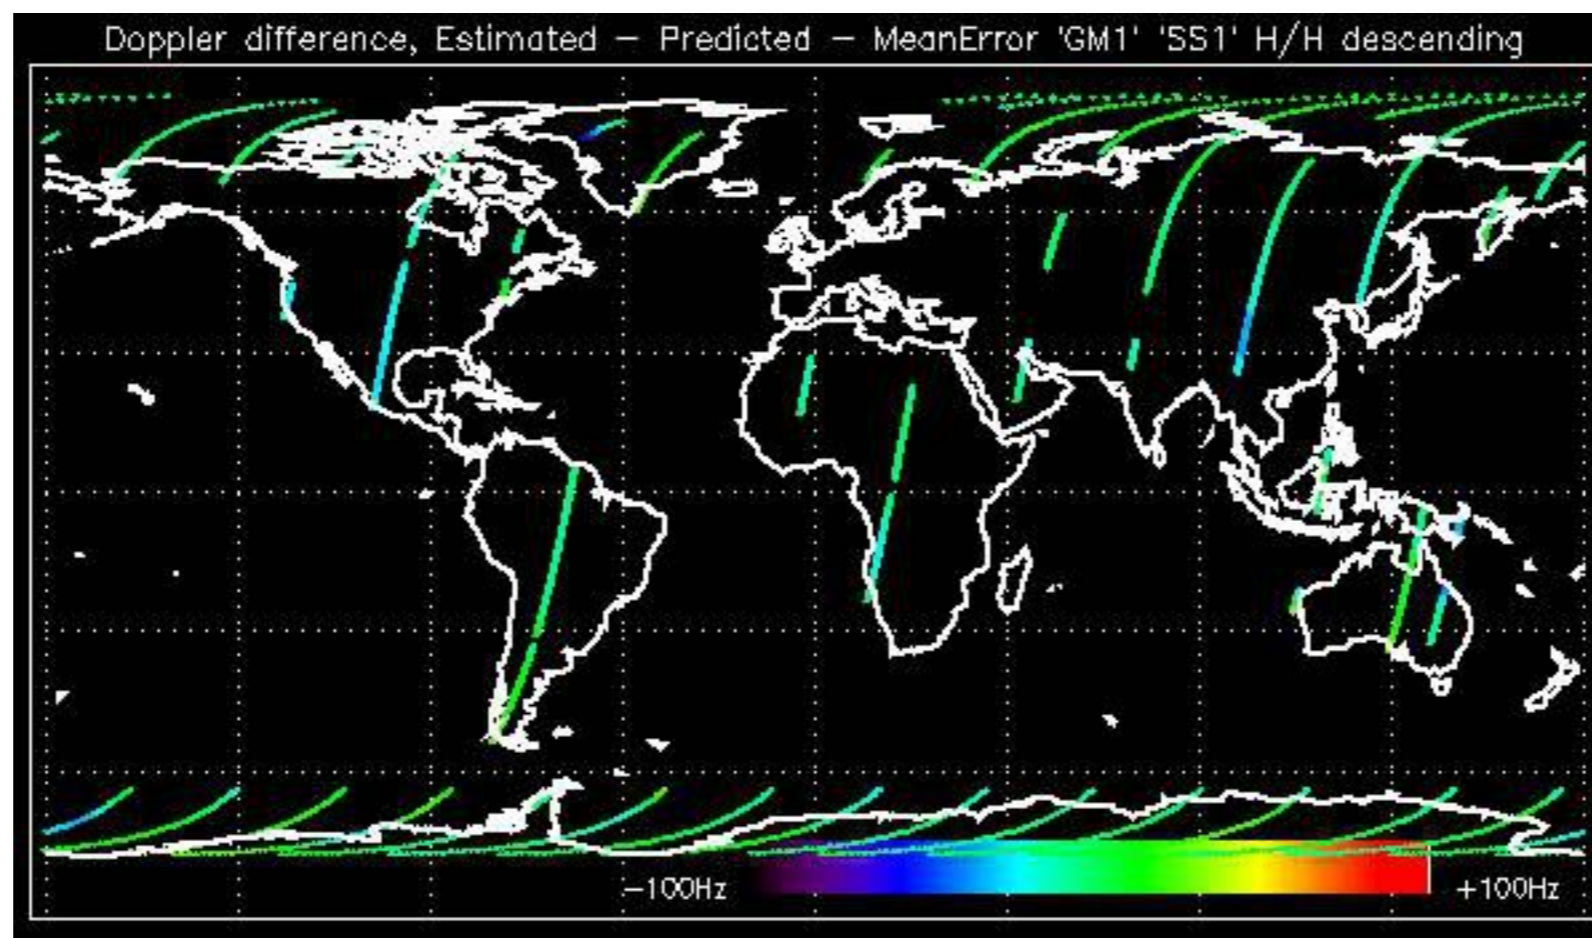 Doppler difference, Estimated − Predicted − MeanError 'GM1' 'SS1' H/H descending
−100Hz
+100Hz